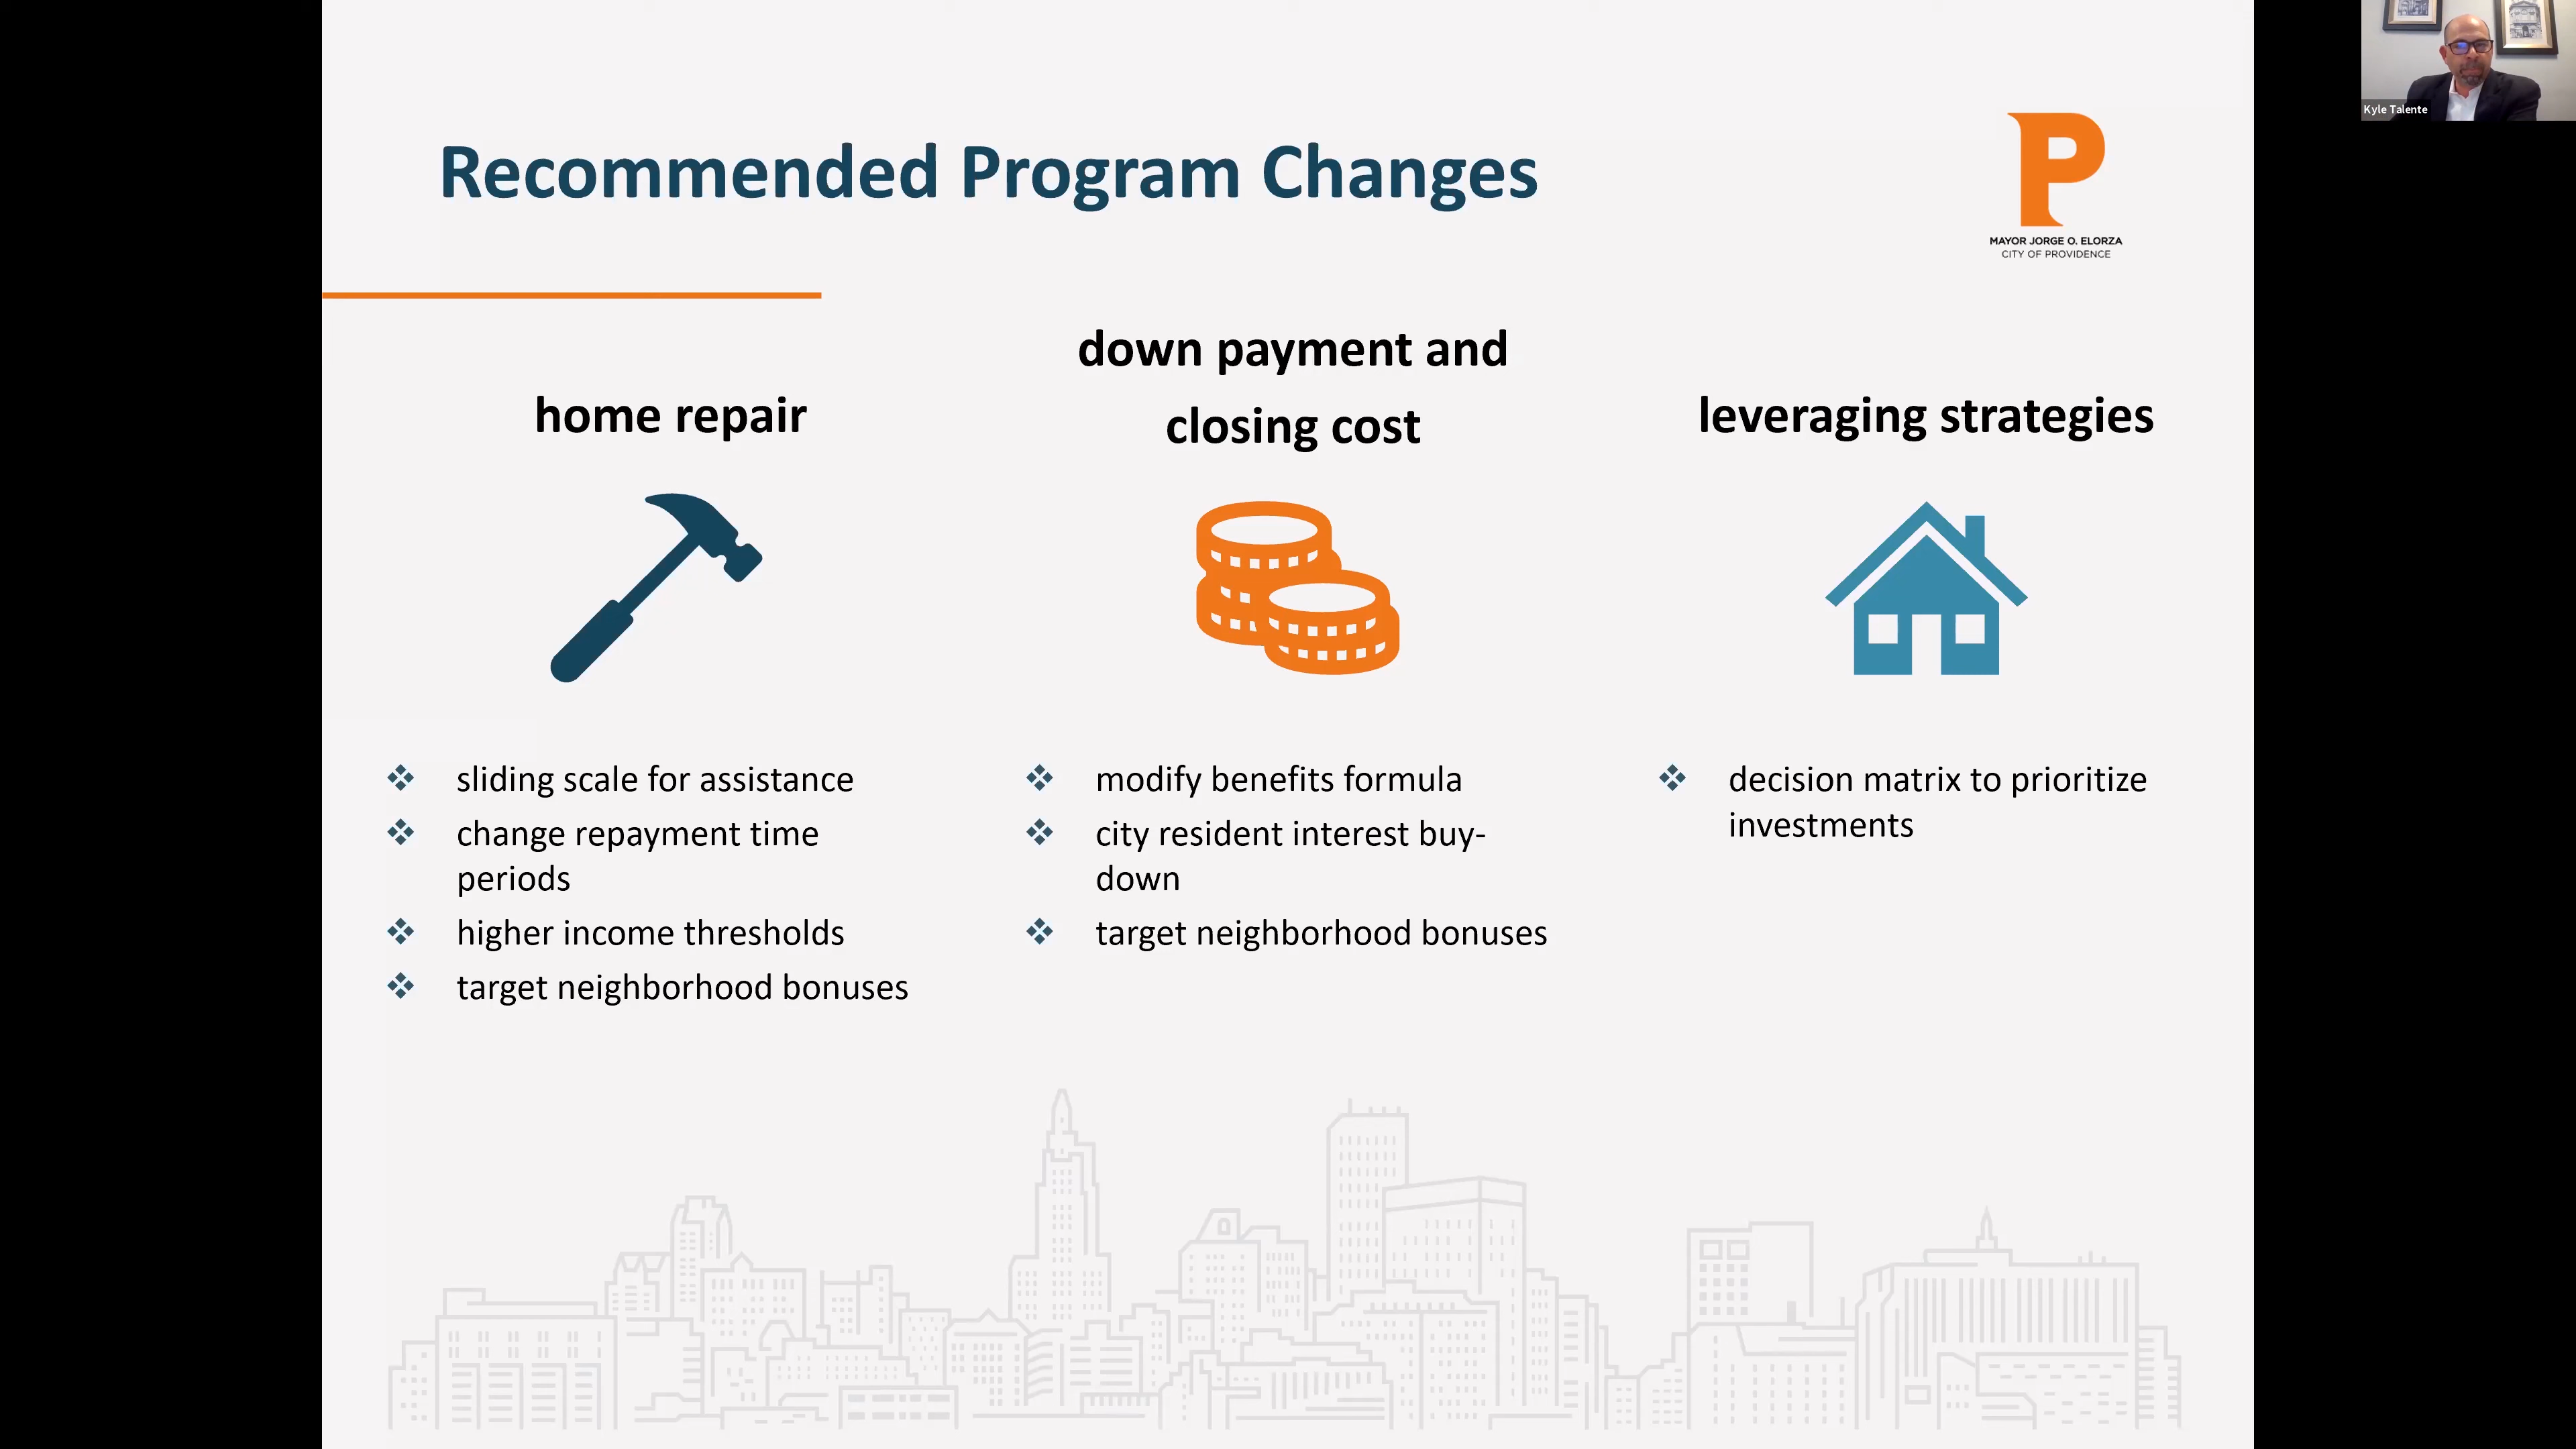 Recommended Program Changes
MAYOR JORGE O. ELORZA
CITY OF PROVIDENCE
Kyle Talente
home repair
sliding scale for assistance
change repayment time
periods
higher income thresholds
target neighborhood bonuses
down payment and
closing cost
modify benefits formula
city resident interest buy-
down
target neighborhood bonuses
leveraging strategies
decision matrix to prioritize
investments